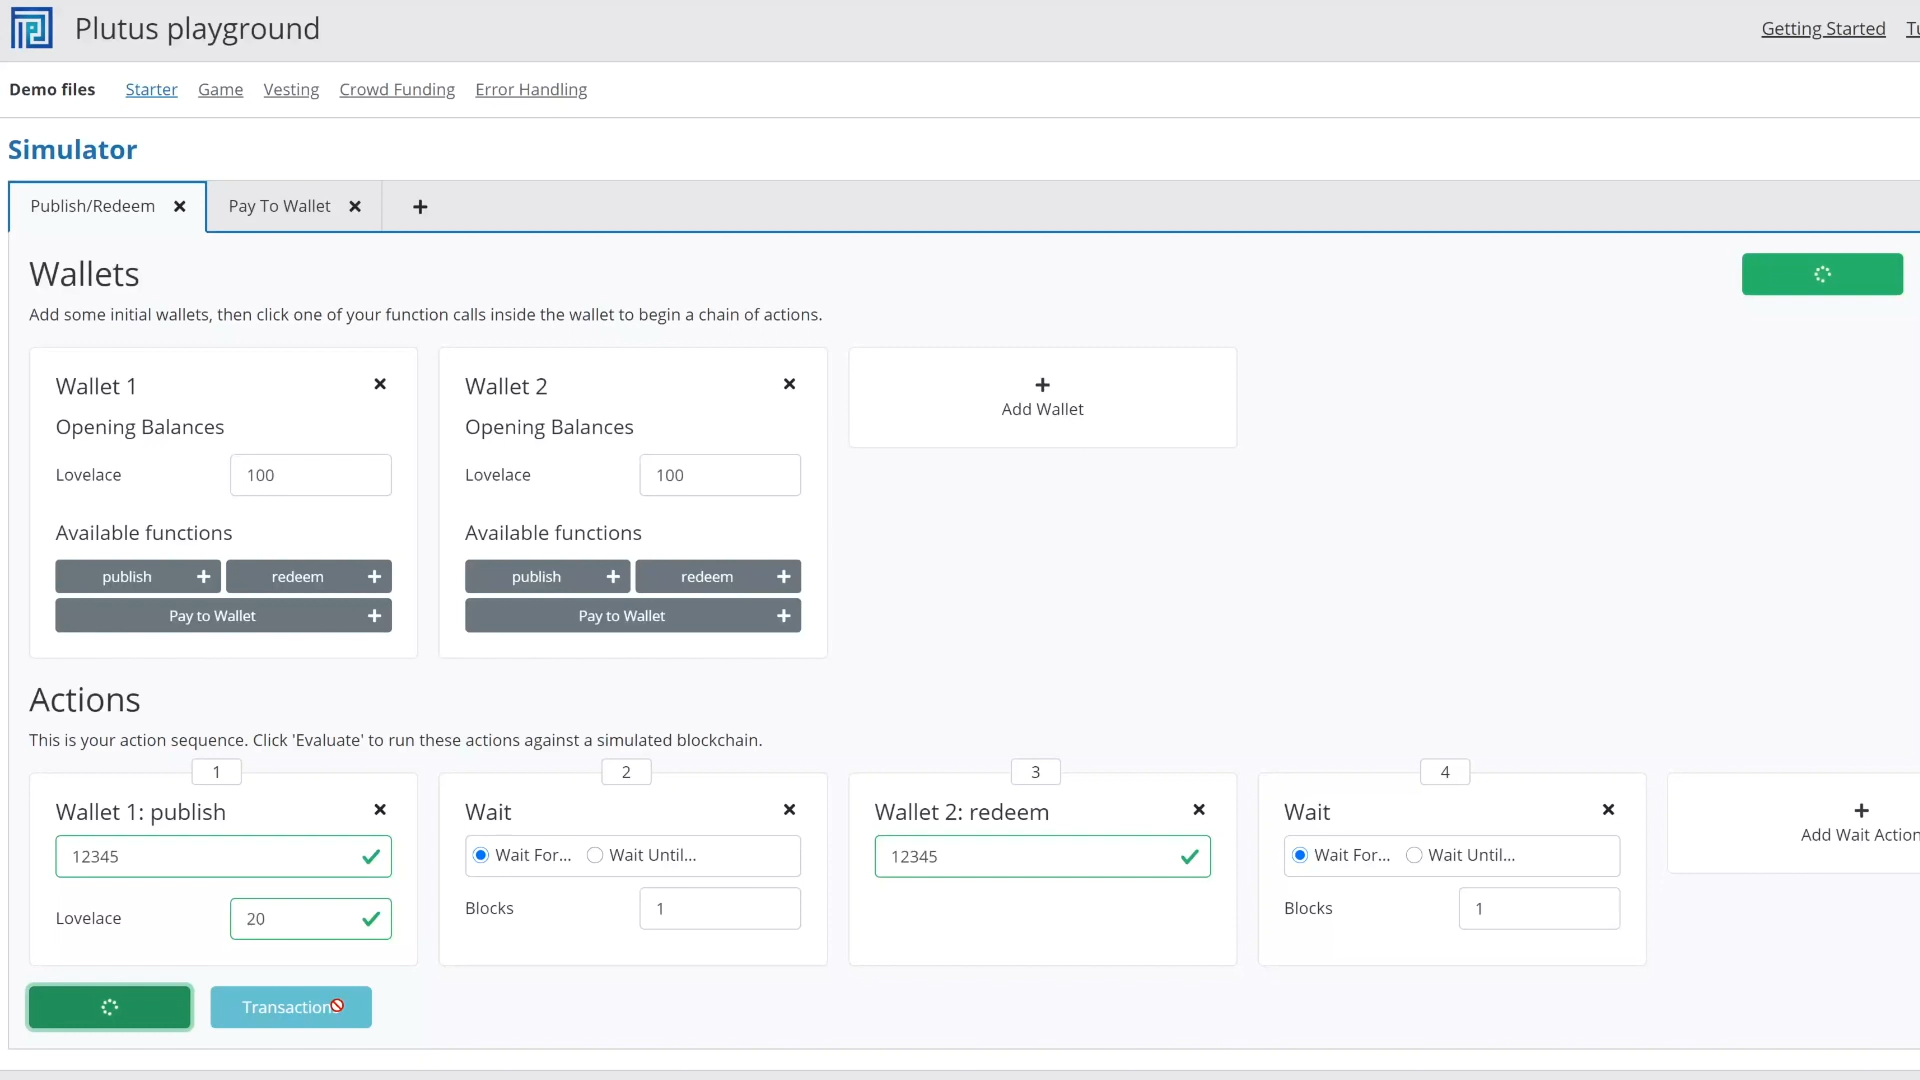 Plutus playground
Getting Started
Demo files Starter Game Vesting Crowd Funding Error Handling
Simulator
Publish/Redeem Pay To Wallet
Wallets
Add some initial wallets, then click one of your function calls inside the wallet to begin a chain of actions.
Wallet 1
Opening Balances
Lovelace 100
Available functions
publish redeem
Pay to Wallet
Wallet 2
Opening Balances
Lovelace 100
Available functions
publish redeem
Pay to Wallet
Add Wallet
Actions
This is your action sequence. Click 'Evaluate' to run these actions against a simulated blockchain.
1
Wallet 1: publish
12345
Lovelace 20
2
Wait
Wait For... Wait Until...
Blocks 1
3
Wallet 2: redeem
12345
4
Wait
Wait For... Wait Until...
Blocks 1
Add Wait Action
Transaction